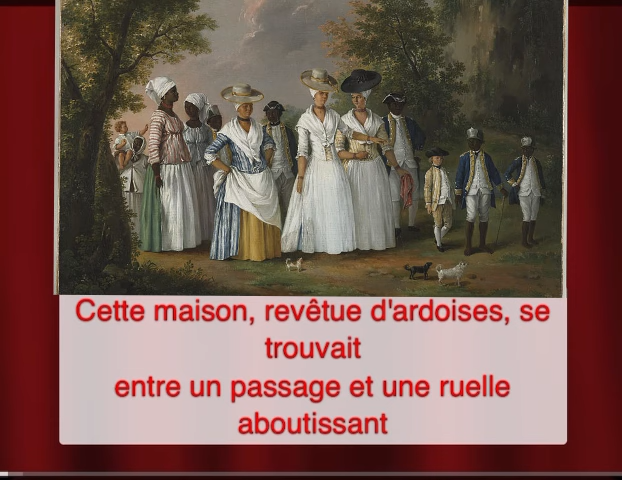 Cette maison, revêtue d'ardoises, se
trouvait
entre un passage et une ruelle
aboutissant